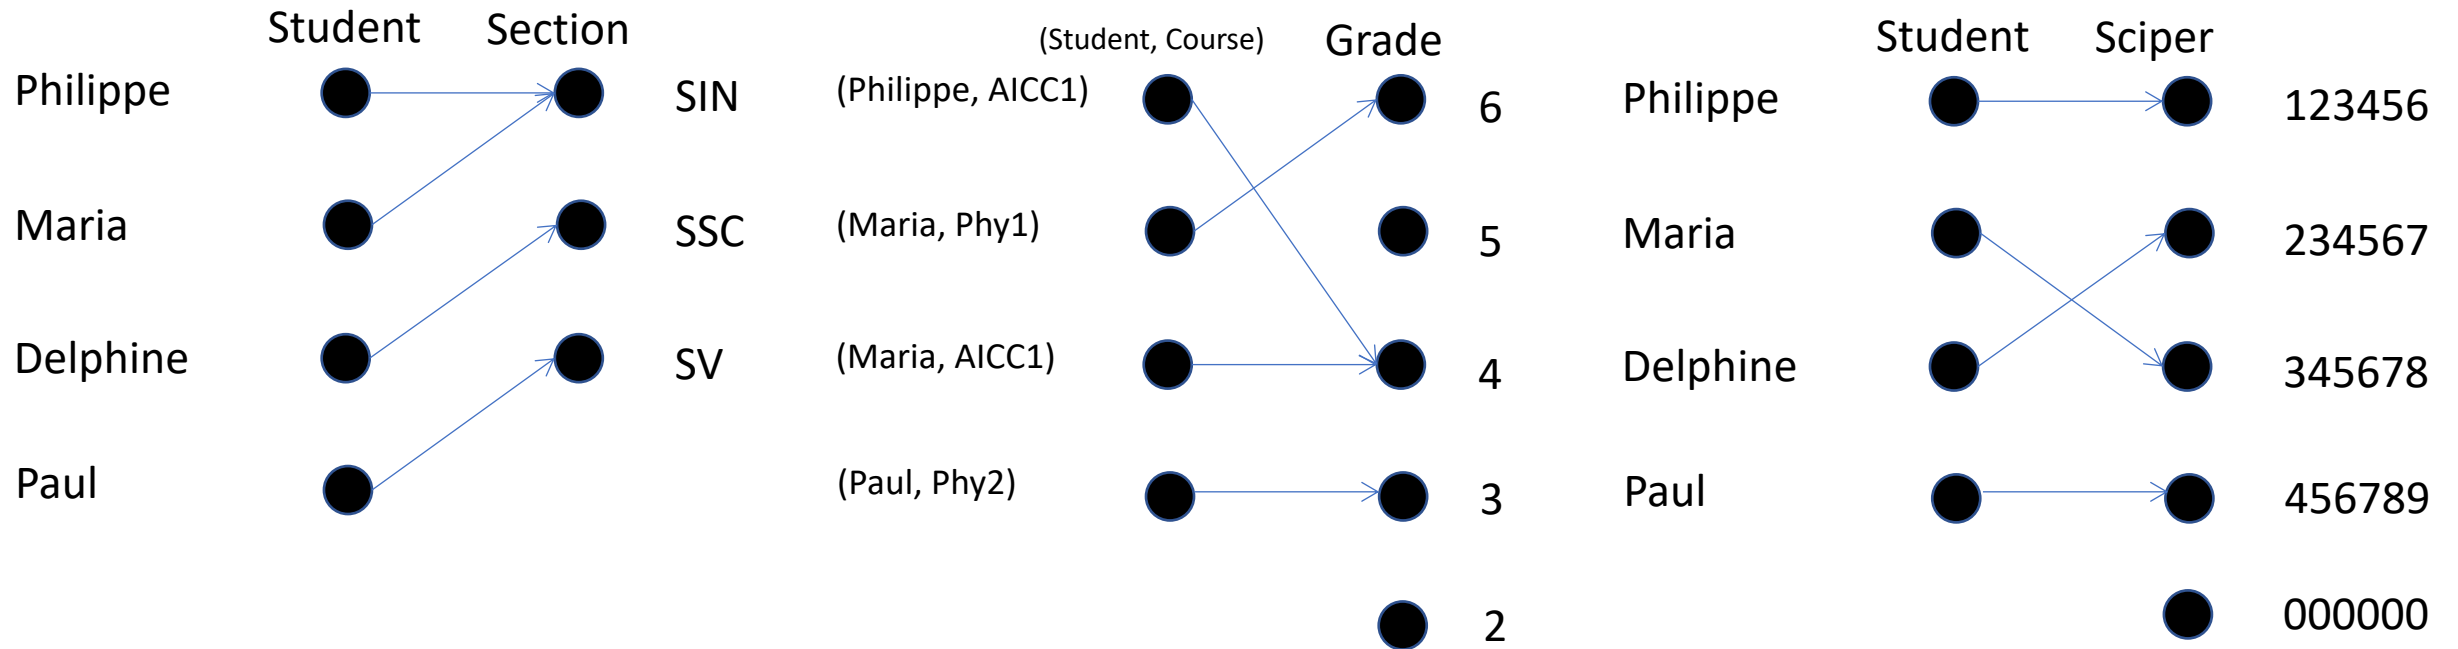 Student Section
Philippe SIN
Maria SSC
Delphine SV
Paul
(Student, Course) Grade
(Philippe, AICC1) 6
(Maria, Phy1) 5
(Maria, AICC1) 4
(Paul, Phy2) 3
2
Student Sciper
Philippe 123456
Maria 234567
Delphine 345678
Paul 456789
000000